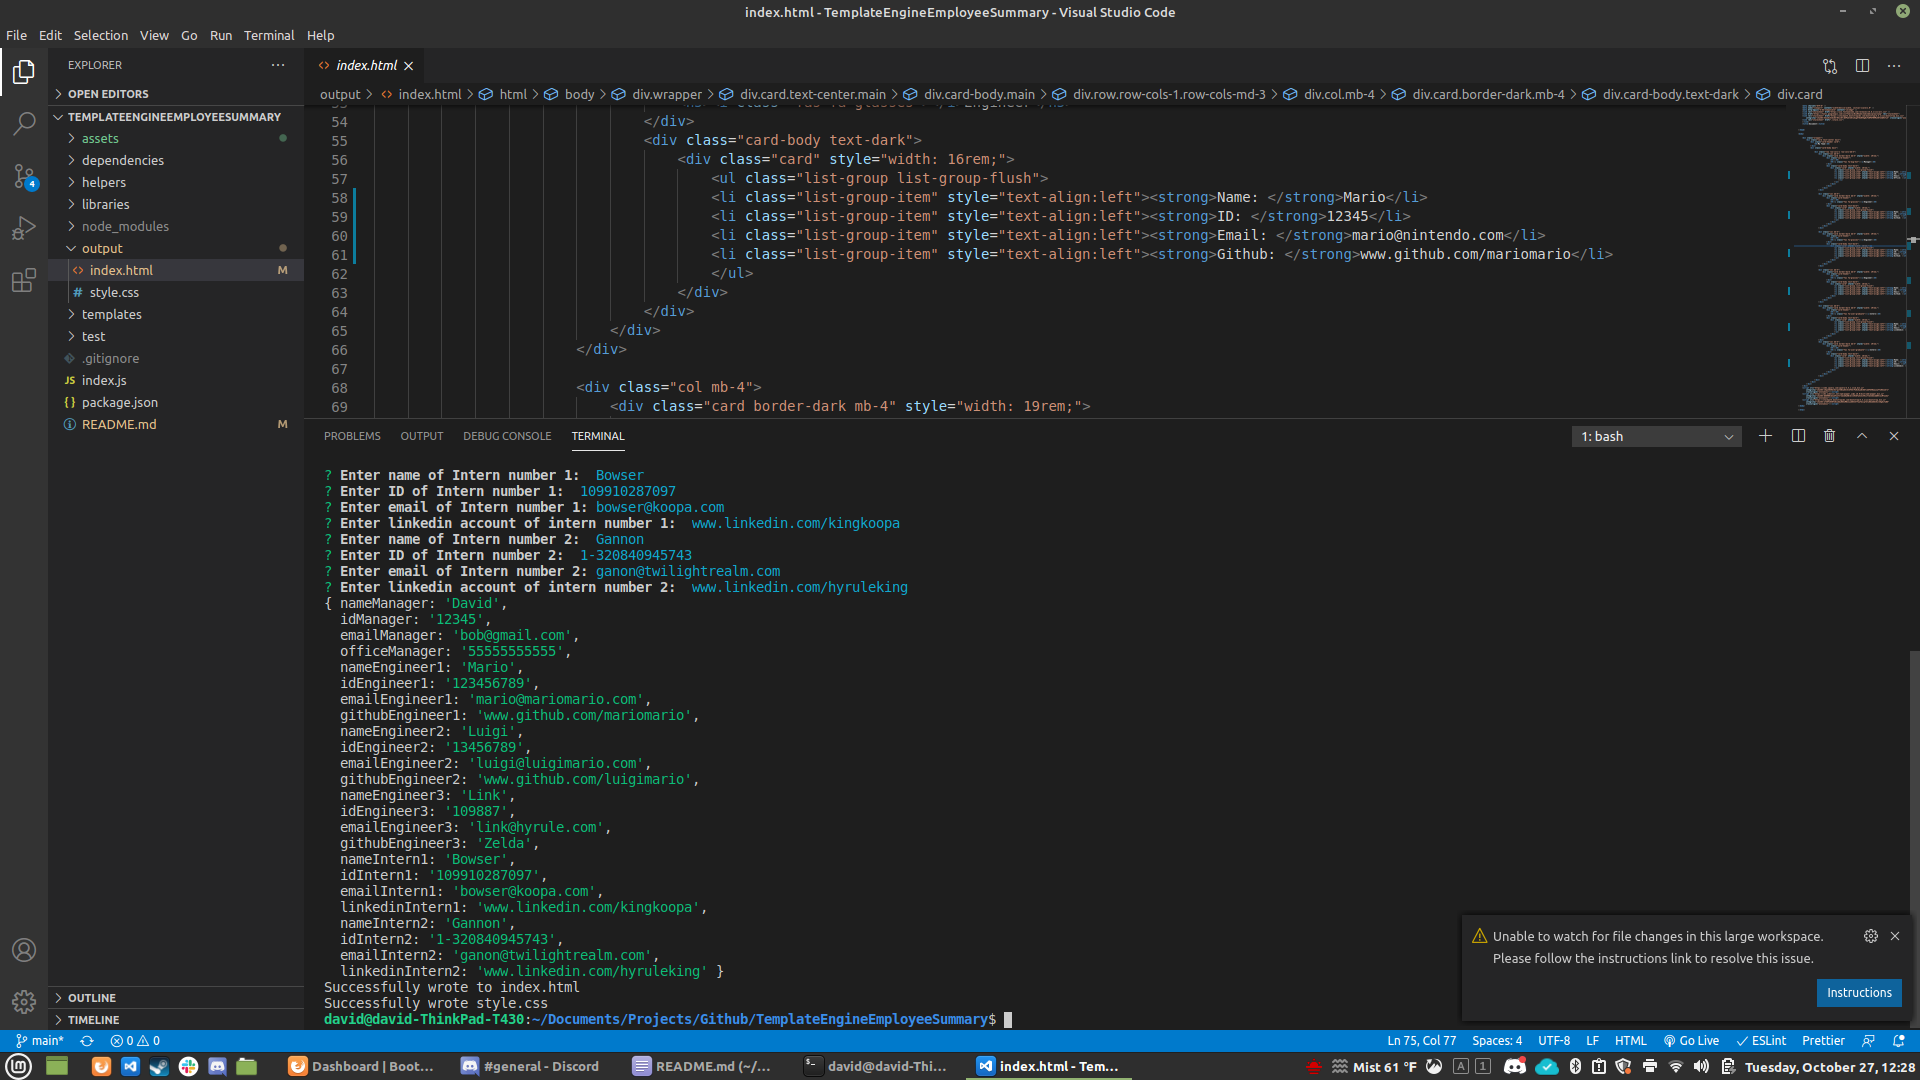 index.html - TemplateEngineEmployeeSummary - Visual Studio Code
File Edit Selection View Go Run Terminal Help
EXPLORER
index.html
OPEN EDITORS
output > index.html > html > body > div.wrapper > div.card.text-center.main > div.card-body.main > div.row.row-cols-1.row-cols-md-3 > div.col.mb-4 > div.card.border-dark.mb-4 > div.card-body.text-dark > div.card
TEMPLATEENGINEEMPLOYEESUMMARY
assets
dependencies
helpers
libraries
node_modules
output
index.html M
style.css
templates
test
.gitignore
index.js
package.json
README.md M
OUTLINE
TIMELINE
54 </div>
55 <div class="card-body text-dark">
56 <div class="card" style="width: 16rem;">
57 <ul class="list-group list-group-flush">
58 <li class="list-group-item" style="text-align:left"><strong>Name: </strong>Mario</li>
59 <li class="list-group-item" style="text-align:left"><strong>ID: </strong>12345</li>
60 <li class="list-group-item" style="text-align:left"><strong>Email: </strong>mario@nintendo.com</li>
61 <li class="list-group-item" style="text-align:left"><strong>Github: </strong>www.github.com/mariomario</li>
62 </ul>
63 </div>
64 </div>
65 </div>
66 </div>
67
68 <div class="col mb-4">
69 <div class="card border-dark mb-4" style="width: 19rem;">
PROBLEMS OUTPUT DEBUG CONSOLE TERMINAL 1: bash
? Enter name of Intern number 1: Bowser
? Enter ID of Intern number 1: 109910287097
? Enter email of Intern number 1: bowser@koopa.com
? Enter linkedin account of intern number 1: www.linkedin.com/kingkoopa
? Enter name of Intern number 2: Gannon
? Enter ID of Intern number 2: 1-320840945743
? Enter email of Intern number 2: ganon@twilightrealm.com
? Enter linkedin account of intern number 2: www.linkedin.com/hyruleking
{ nameManager: 'David',
idManager: '12345',
emailManager: 'bob@gmail.com',
officeManager: '55555555555',
nameEngineer1: 'Mario',
idEngineer1: '123456789',
emailEngineer1: 'mario@mariomario.com',
githubEngineer1: 'www.github.com/mariomario',
nameEngineer2: 'Luigi',
idEngineer2: '13456789',
emailEngineer2: 'luigi@luigimario.com',
githubEngineer2: 'www.github.com/luigimario',
nameEngineer3: 'Link',
idEngineer3: '109887',
emailEngineer3: 'link@hyrule.com',
githubEngineer3: 'Zelda',
nameIntern1: 'Bowser',
idIntern1: '109910287097',
emailIntern1: 'bowser@koopa.com',
linkedinIntern1: 'www.linkedin.com/kingkoopa',
nameIntern2: 'Gannon',
idIntern2: '1-320840945743',
emailIntern2: 'ganon@twilightrealm.com',
linkedinIntern2: 'www.linkedin.com/hyruleking' }
Successfully wrote to index.html
Successfully wrote style.css
david@david-ThinkPad-T430:~/Documents/Projects/Github/TemplateEngineEmployeeSummary$
Unable to watch for file changes in this large workspace.
Please follow the instructions link to resolve this issue.
Instructions
main* 0 0 Ln 75, Col 77 Spaces: 4 UTF-8 LF HTML Go Live ESLint Prettier
Dashboard | Boot... #general - Discord README.md (~/... david@david-Thi... index.html - Tem... Mist 61 °F A 1 Tuesday, October 27, 12:28